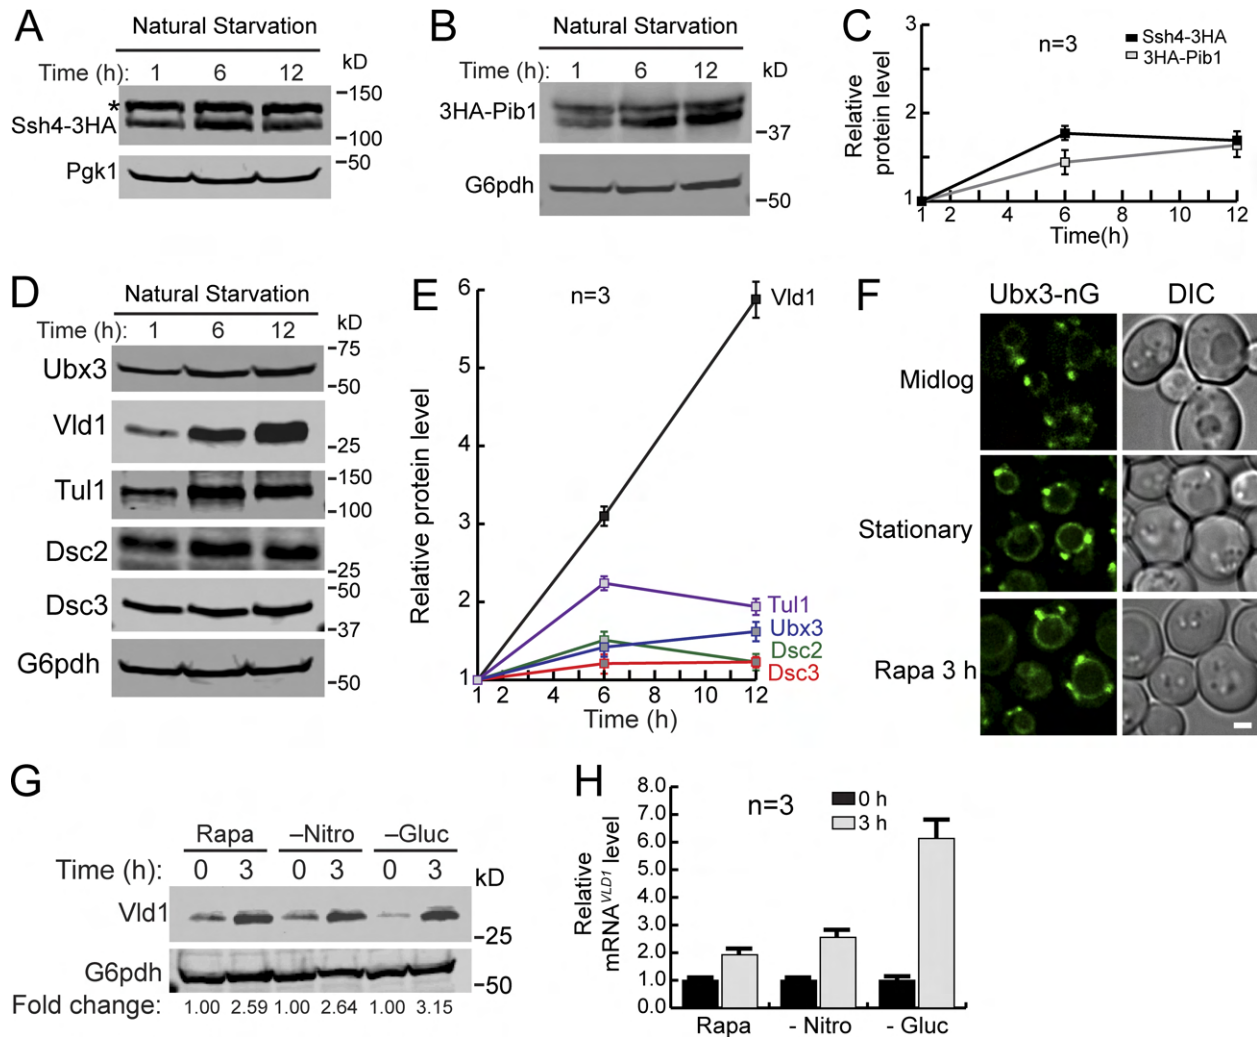 A
Natural Starvation
Time (h): 1 6 12 kD
*
Ssh4-3HA
Pgk1
–150
–100
–50
B
Natural Starvation
Time (h): 1 6 12 kD
3HA-Pib1
G6pdh
–37
–50
C
n=3
Ssh4-3HA
3HA-Pib1
Relative
protein level
3
2
1
1 2 4 6 8 10 12
Time(h)
D
Natural Starvation
Time (h): 1 6 12 kD
Ubx3
Vld1
Tul1
Dsc2
Dsc3
G6pdh
–75
–50
–25
–150
–100
–25
–50
–37
–50
E
n=3
Relative protein level
6
5
4
3
2
1
Vld1
Tul1
Ubx3
Dsc2
Dsc3
1 2 4 6 8 10 12
Time (h)
F
Ubx3-nG DIC
Midlog
Stationary
Rapa 3 h
G
Rapa –Nitro –Gluc
Time (h): 0 3 0 3 0 3 kD
Vld1
–25
G6pdh
–50
Fold change: 1.00 2.59 1.00 2.64 1.00 3.15
H
n=3
0 h
3 h
Relative
mRNA^VLD1 level
8.0
7.0
6.0
5.0
4.0
3.0
2.0
1.0
0.0
Rapa - Nitro - Gluc